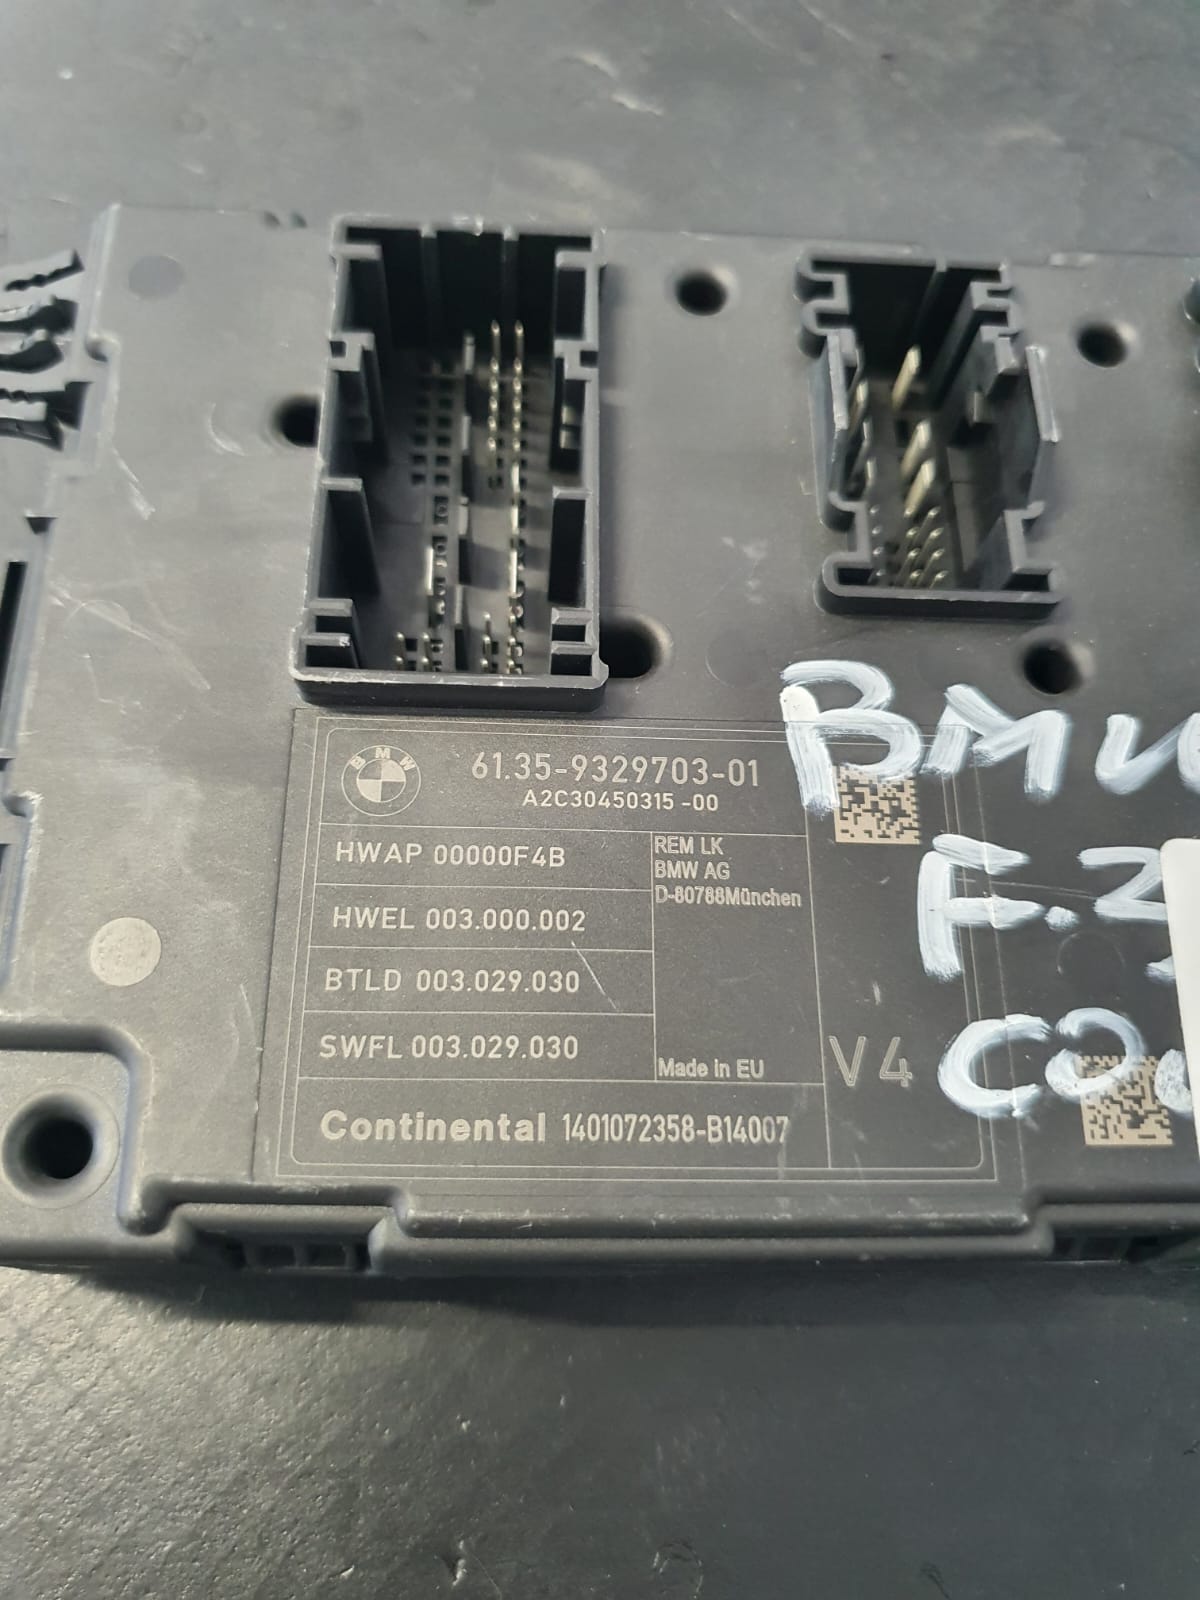 BMW
61.35-9329703-01
A2C30450315 -00
HWAP 00000F4B
HWEL 003.000.002
BTLD 003.029.030
SWFL 003.029.030
REM LK
BMW AG
D-80788München
Made in EU
V4
Continental 1401072358-B14007
BMW